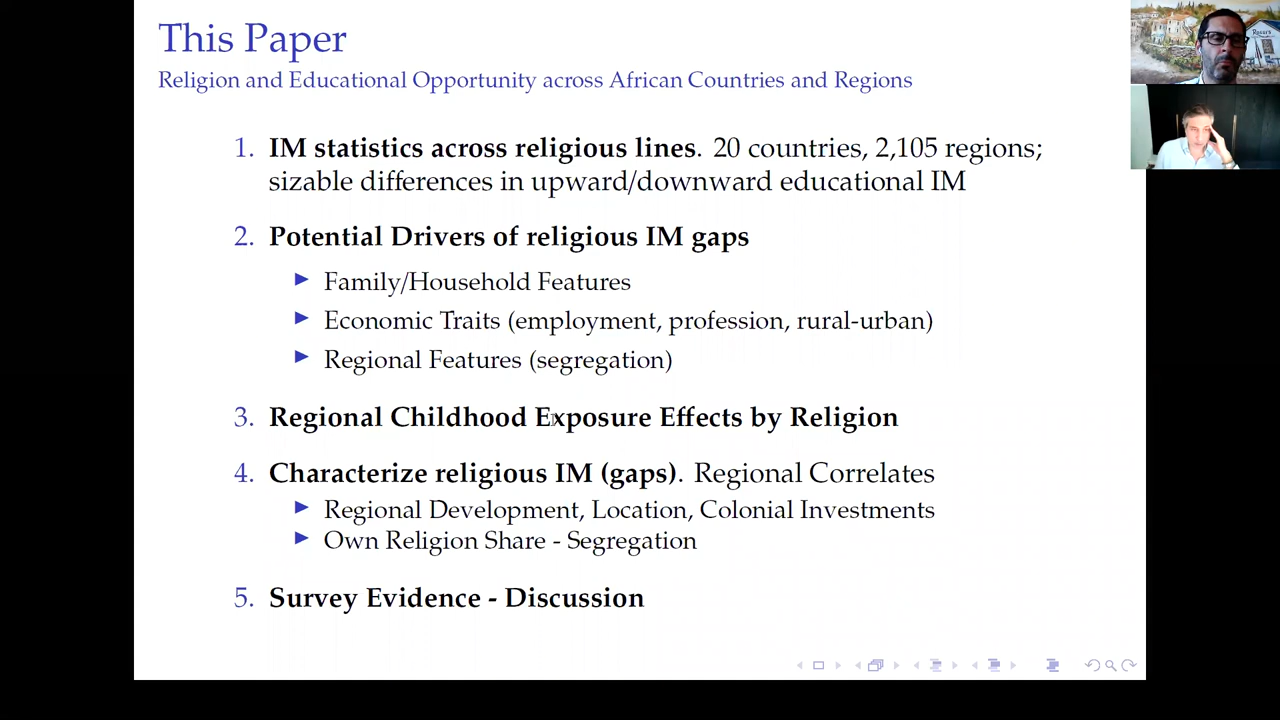 This Paper
Religion and Educational Opportunity across African Countries and Regions
1. IM statistics across religious lines. 20 countries, 2,105 regions;
sizable differences in upward/downward educational IM
2. Potential Drivers of religious IM gaps
Family/Household Features
Economic Traits (employment, profession, rural-urban)
Regional Features (segregation)
3. Regional Childhood Exposure Effects by Religion
4. Characterize religious IM (gaps). Regional Correlates
Regional Development, Location, Colonial Investments
Own Religion Share - Segregation
5. Survey Evidence - Discussion